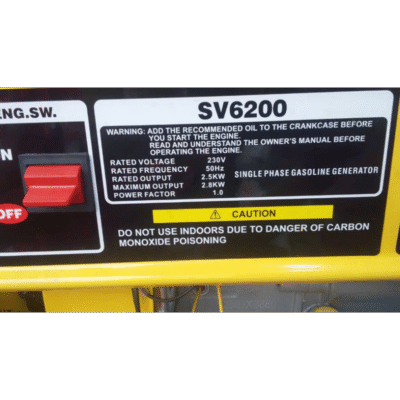 ENG.SW.
SV6200
WARNING: ADD THE RECOMMENDED OIL TO THE CRANKCASE BEFORE
YOU START THE ENGINE.
READ AND UNDERSTAND THE OWNER'S MANUAL BEFORE
OPERATING THE ENGINE.
RATED VOLTAGE 230V
RATED FREQUENCY 50Hz
RATED OUTPUT 2.5KW
MAXIMUM OUTPUT 2.8KW
POWER FACTOR 1.0
SINGLE PHASE GASOLINE GENERATOR
N
OFF
CAUTION
DO NOT USE INDOORS DUE TO DANGER OF CARBON
MONOXIDE POISONING